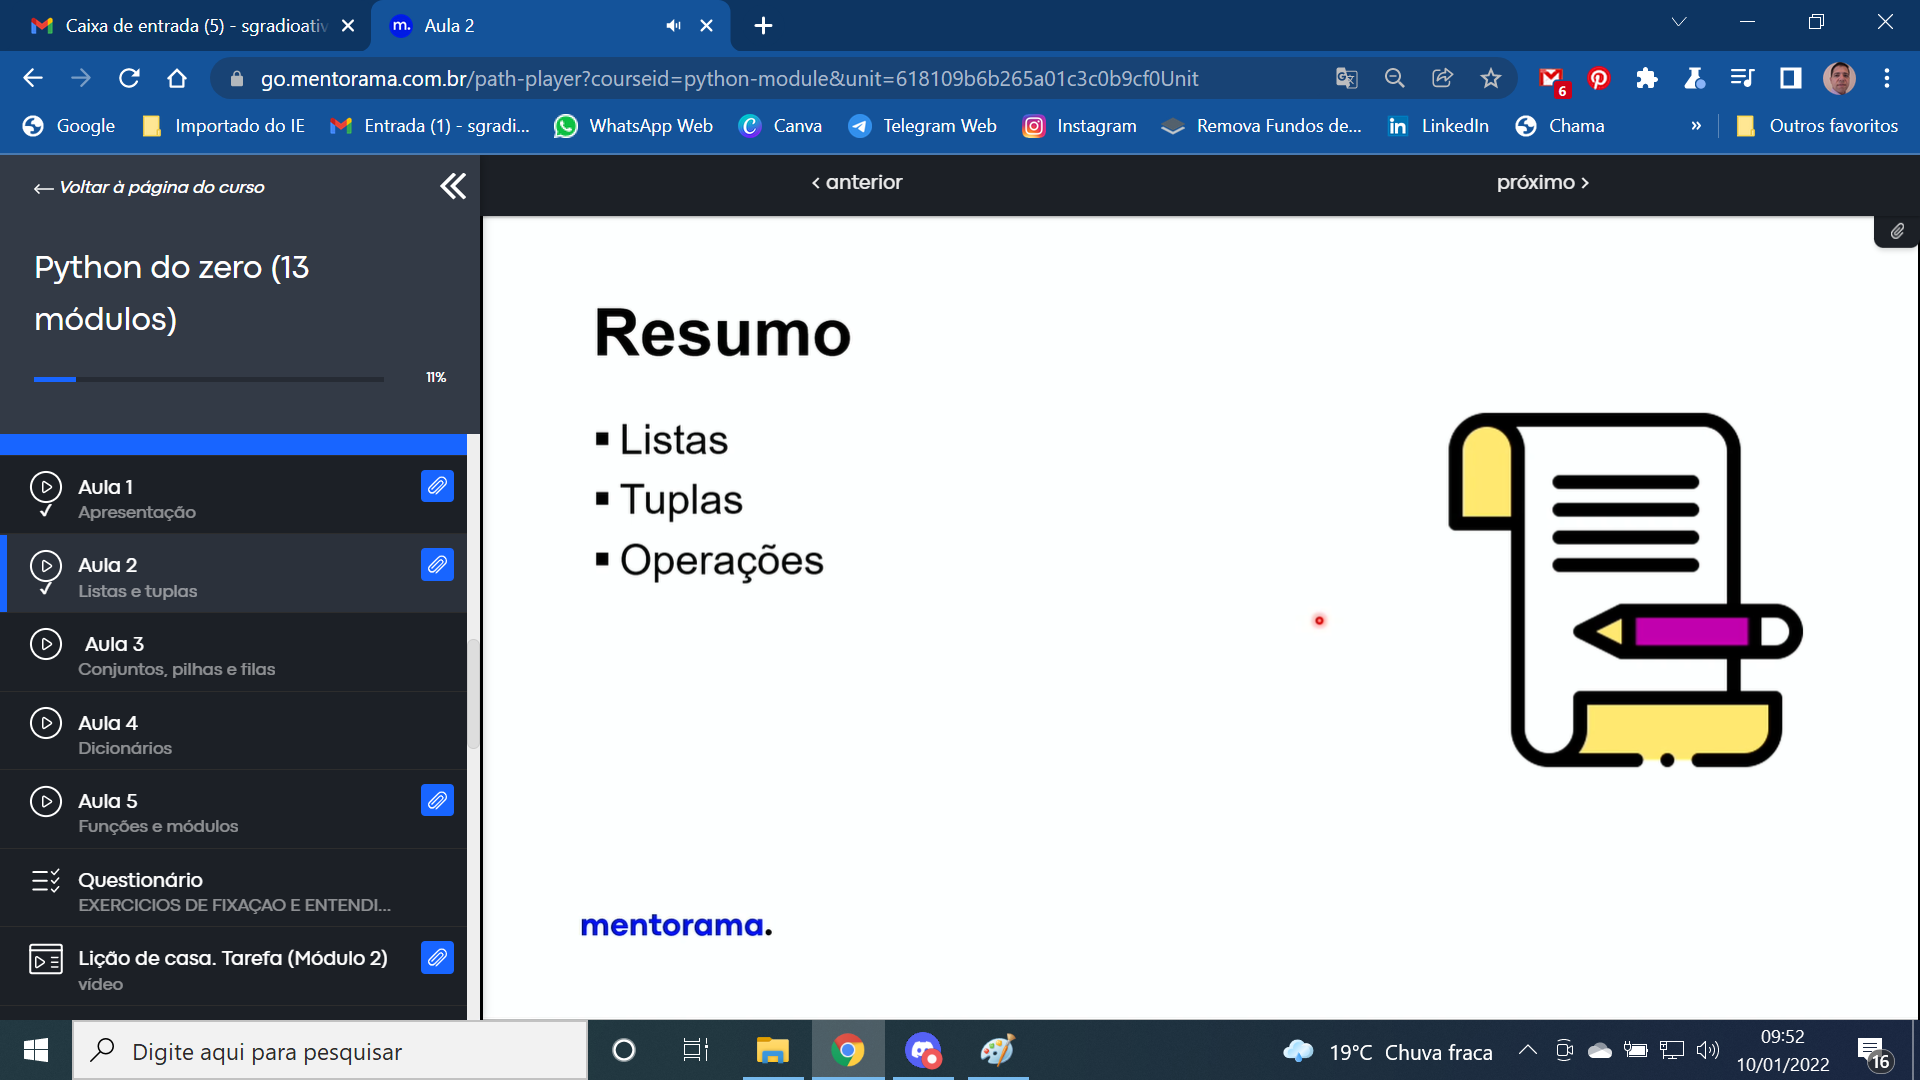 Caixa de entrada (5) - sgradioativ
m. Aula 2
go.mentorama.com.br/path-player?courseid=python-module&unit=618109b6b265a01c3c0b9cf0Unit
6
Google
Importado do IE
Entrada (1) - sgradi...
WhatsApp Web
Canva
Telegram Web
Instagram
Remova Fundos de...
in LinkedIn
Chama
»
Outros favoritos
← Voltar à página do curso
‹ anterior
próximo ›
Python do zero (13
módulos)
11%
Aula 1
Apresentação
Aula 2
Listas e tuplas
Aula 3
Conjuntos, pilhas e filas
Aula 4
Dicionários
Aula 5
Funções e módulos
Questionário
EXERCICIOS DE FIXAÇAO E ENTENDI...
Lição de casa. Tarefa (Módulo 2)
vídeo
Resumo
▪ Listas
▪ Tuplas
▪ Operações
mentorama.
Digite aqui para pesquisar
19°C Chuva fraca
09:52
10/01/2022
16